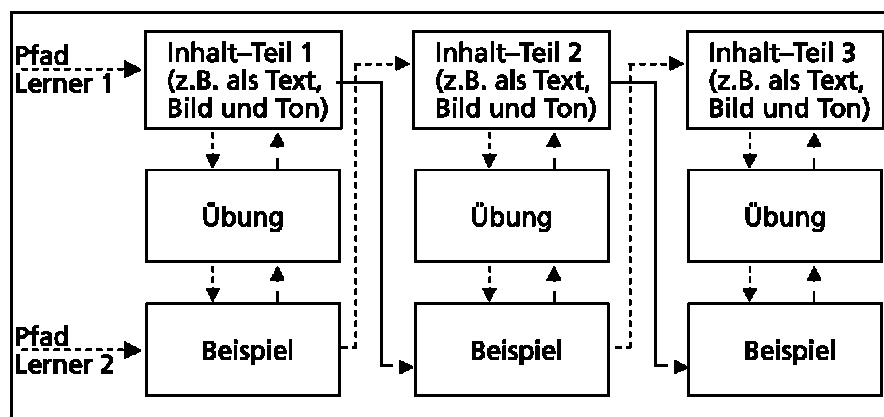 Pfad
Lerner 1
Inhalt–Teil 1
(z.B. als Text,
Bild und Ton)
Inhalt–Teil 2
(z.B. als Text,
Bild und Ton)
Inhalt–Teil 3
(z.B. als Text,
Bild und Ton)
Übung
Übung
Übung
Pfad
Lerner 2
Beispiel
Beispiel
Beispiel